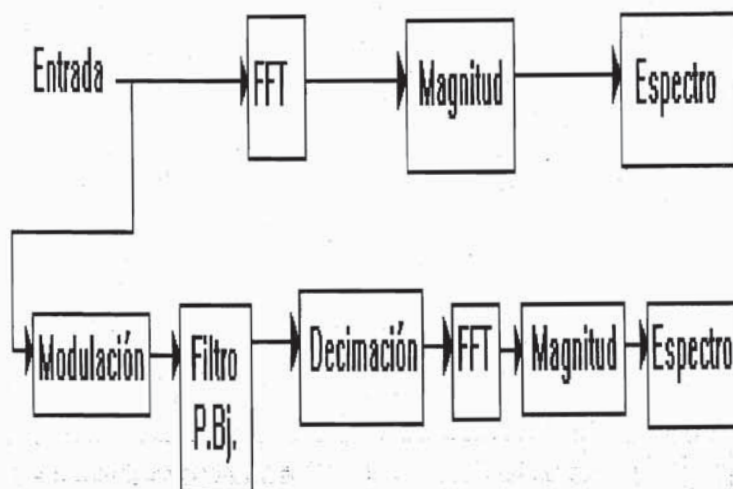 Entrada
FFT
Magnitud
Espectro
Modulación
Filtro
P.Bj.
Decimación
FFT
Magnitud
Espectro